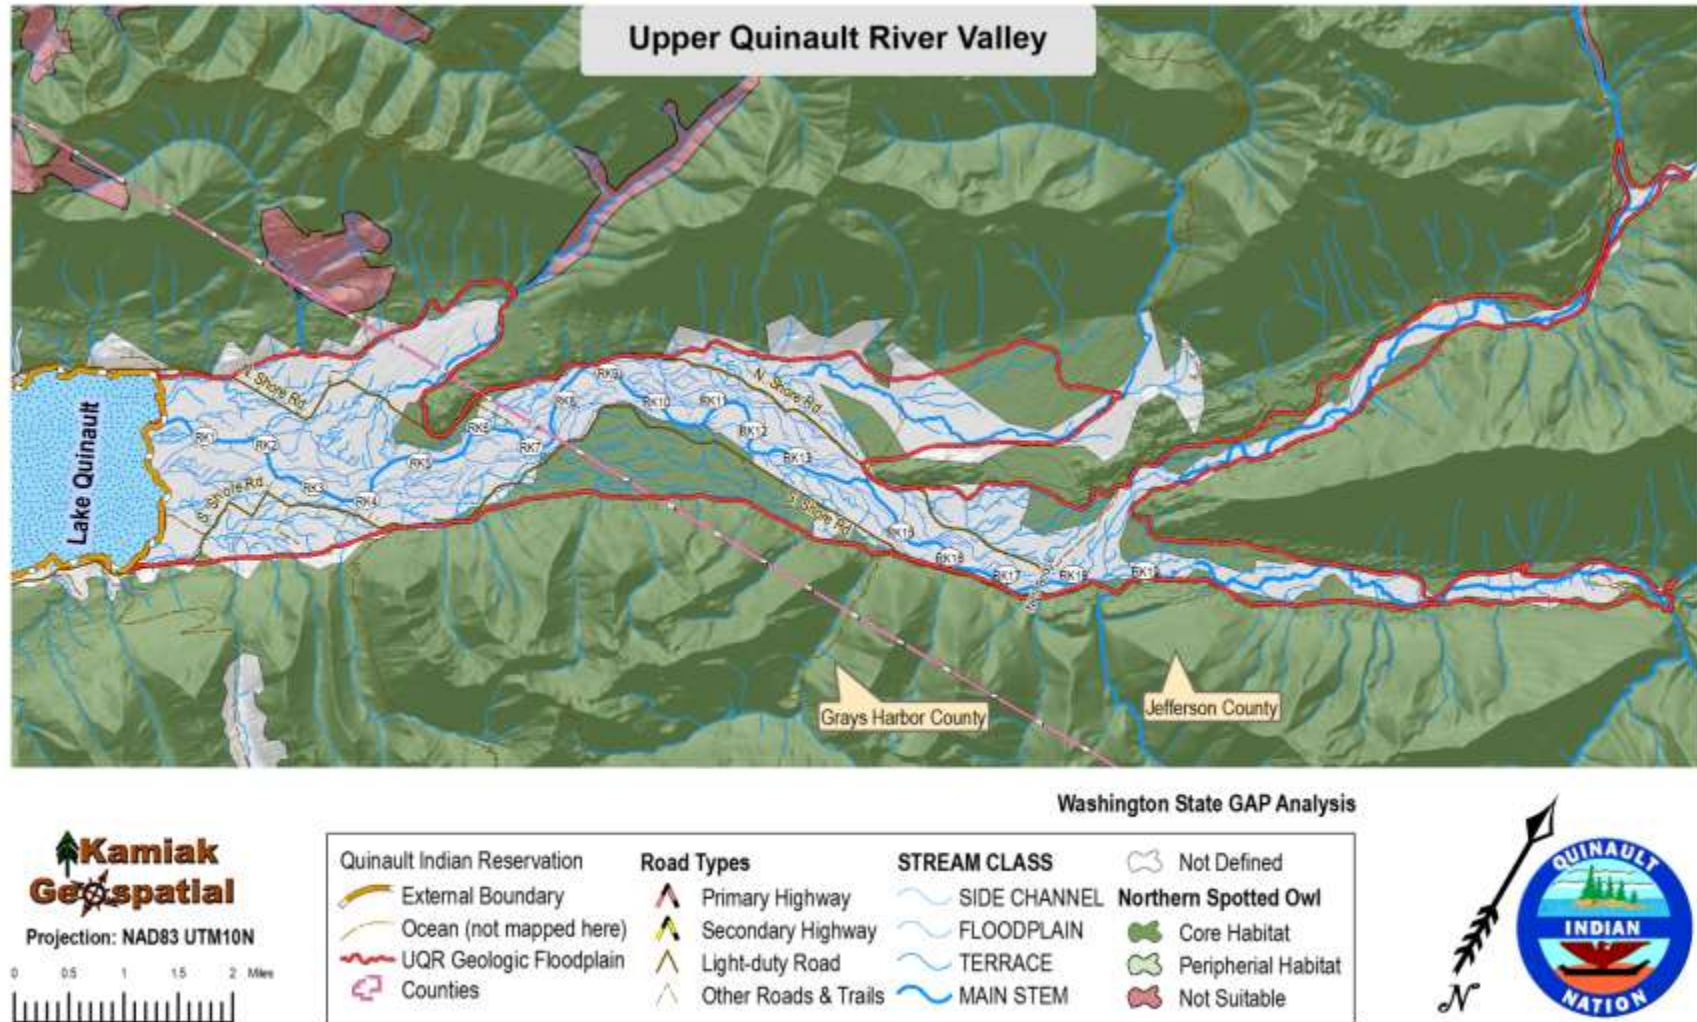 Upper Quinault River Valley
N. Shore Rd
N. Shore Rd
Lake Quinault
S. Shore Rd
S. Shore Rd
RK1
RK2
RK3
RK4
RK5
RK6
RK7
RK8
RK9
RK10
RK11
RK12
RK13
RK15
RK16
RK17
RK18
RK19
Grays Harbor County
Jefferson County
Washington State GAP Analysis
Kamiak
Geospatial
Projection: NAD83 UTM10N
0 0.5 1 1.5 2 Miles
Quinault Indian Reservation
External Boundary
Ocean (not mapped here)
UQR Geologic Floodplain
Counties
Road Types
Primary Highway
Secondary Highway
Light-duty Road
Other Roads & Trails
STREAM CLASS
SIDE CHANNEL
FLOODPLAIN
TERRACE
MAIN STEM
Not Defined
Northern Spotted Owl
Core Habitat
Peripherial Habitat
Not Suitable
N
QUINAULT
INDIAN
NATION